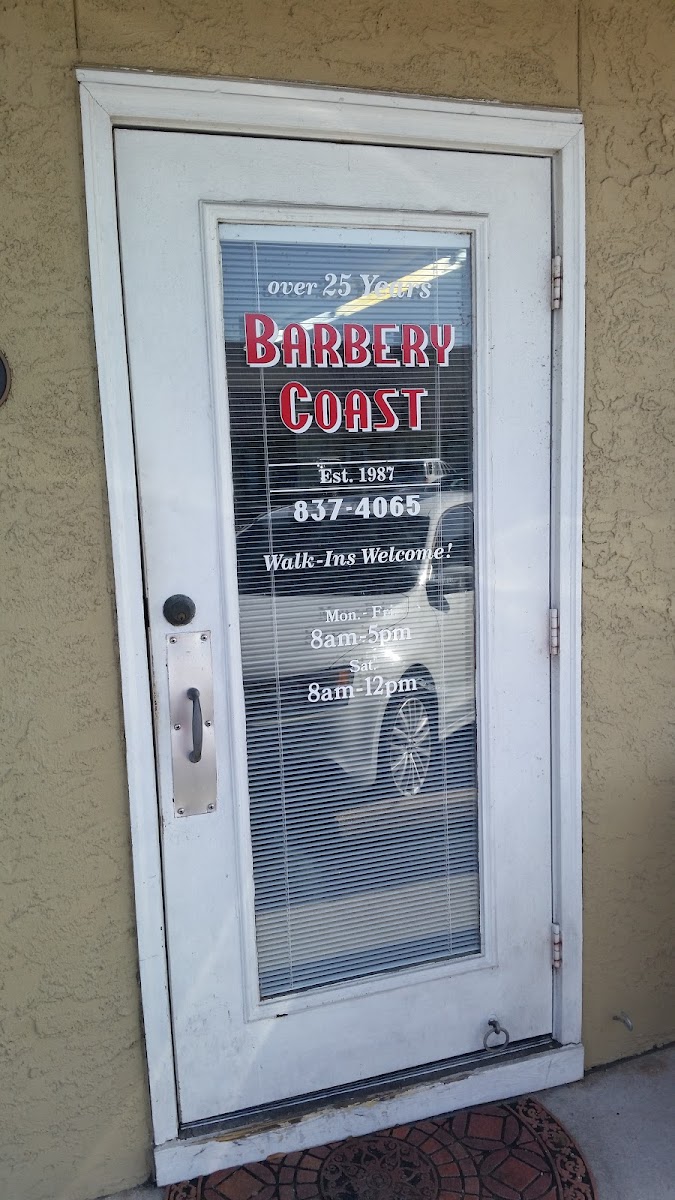 over 25 Years
BARBERY
COAST
Est. 1987
837-4065
Walk-Ins Welcome!
Mon.- Fri.
8am-5pm
Sat.
8am-12pm